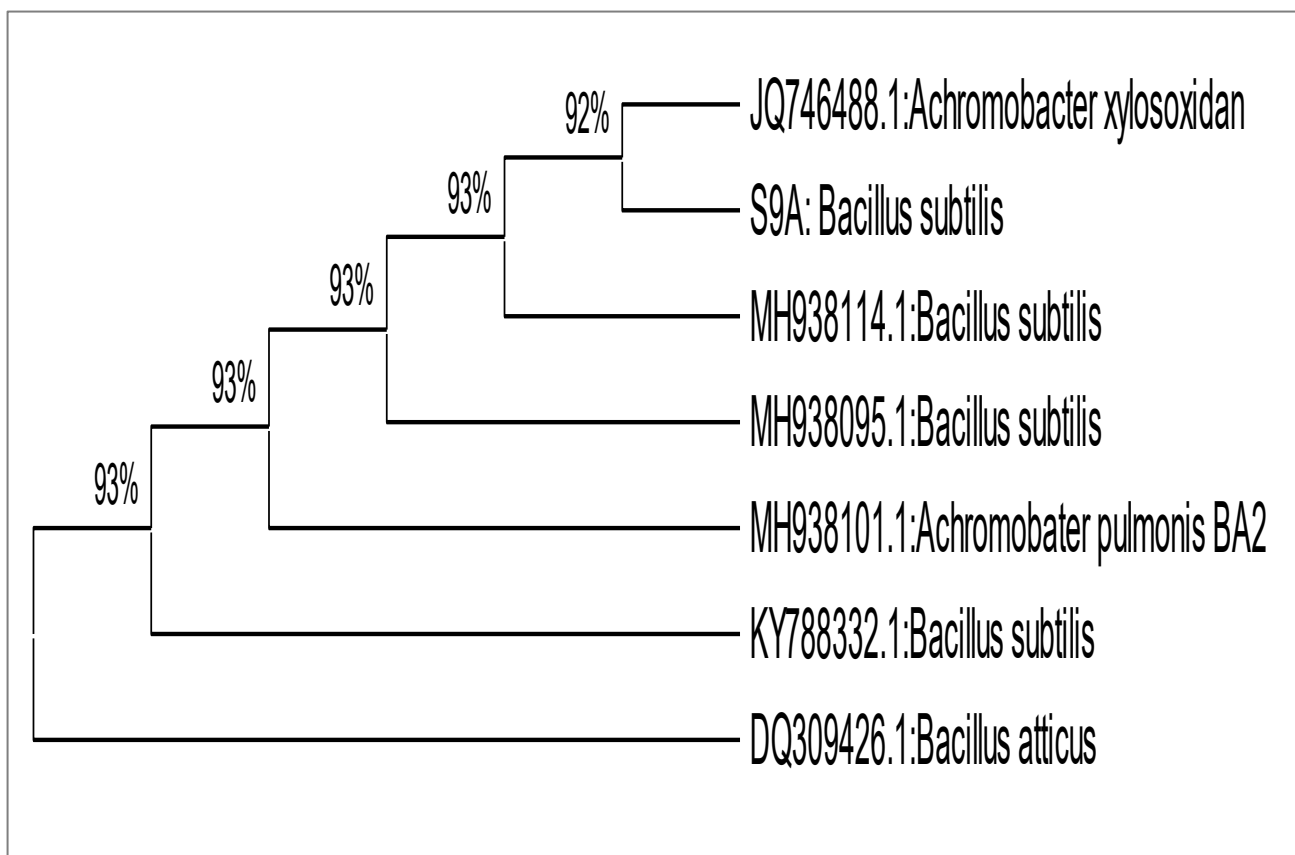 92%
JQ746488.1:Achromobacter xylosoxidan
93%
S9A: Bacillus subtilis
93%
MH938114.1:Bacillus subtilis
93%
MH938095.1:Bacillus subtilis
93%
MH938101.1:Achromobater pulmonis BA2
KY788332.1:Bacillus subtilis
DQ309426.1:Bacillus atticus